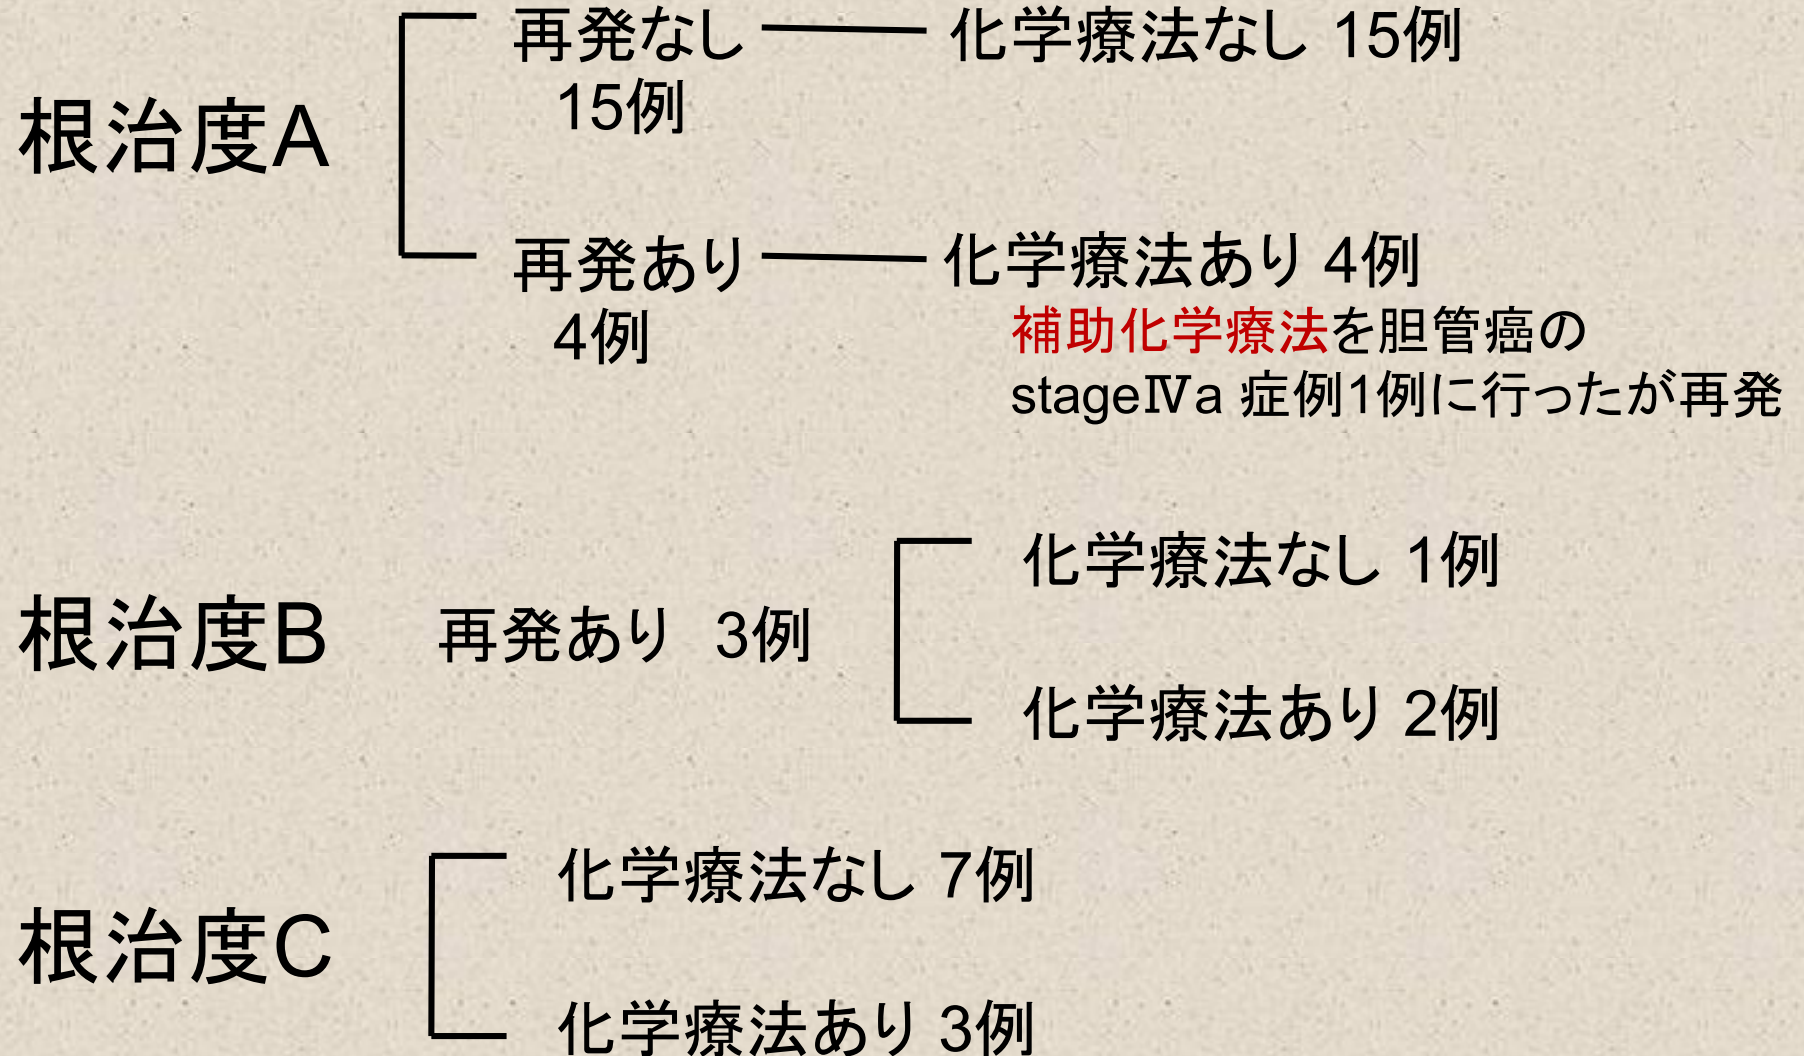 根治度A
再発なし
15例
化学療法なし 15例
再発あり
4例
化学療法あり 4例
補助化学療法を胆管癌の
stageⅣa 症例1例に行ったが再発
根治度B
再発あり 3例
化学療法なし 1例
化学療法あり 2例
根治度C
化学療法なし 7例
化学療法あり 3例